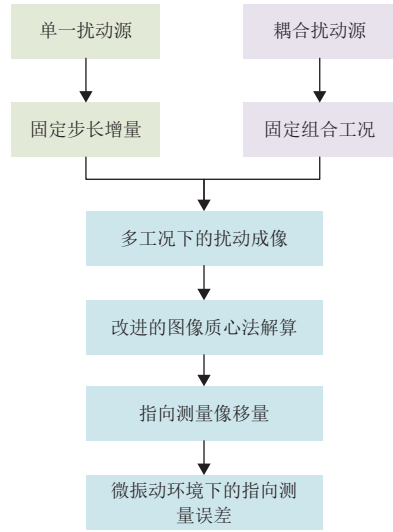 单一扰动源
耦合扰动源
固定步长增量
固定组合工况
多工况下的扰动成像
改进的图像质心法解算
指向测量像移量
微振动环境下的指向测
量误差